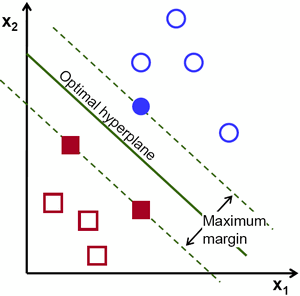 x2
Optimal hyperplane
Maximum
margin
x1